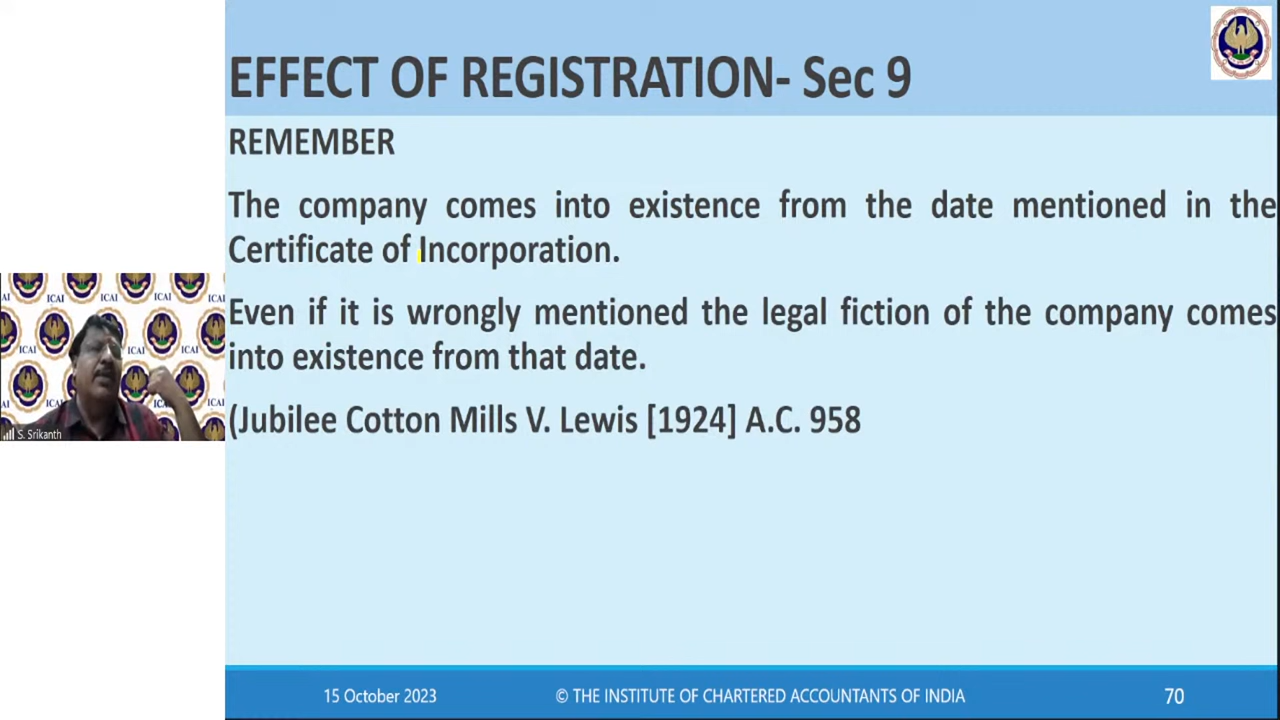 EFFECT OF REGISTRATION- Sec 9
REMEMBER
The company comes into existence from the date mentioned in the
Certificate of Incorporation.
Even if it is wrongly mentioned the legal fiction of the company comes
into existence from that date.
(Jubilee Cotton Mills V. Lewis [1924] A.C. 958
ICAI
ICAI
S. Srikanth
15 October 2023
© THE INSTITUTE OF CHARTERED ACCOUNTANTS OF INDIA
70